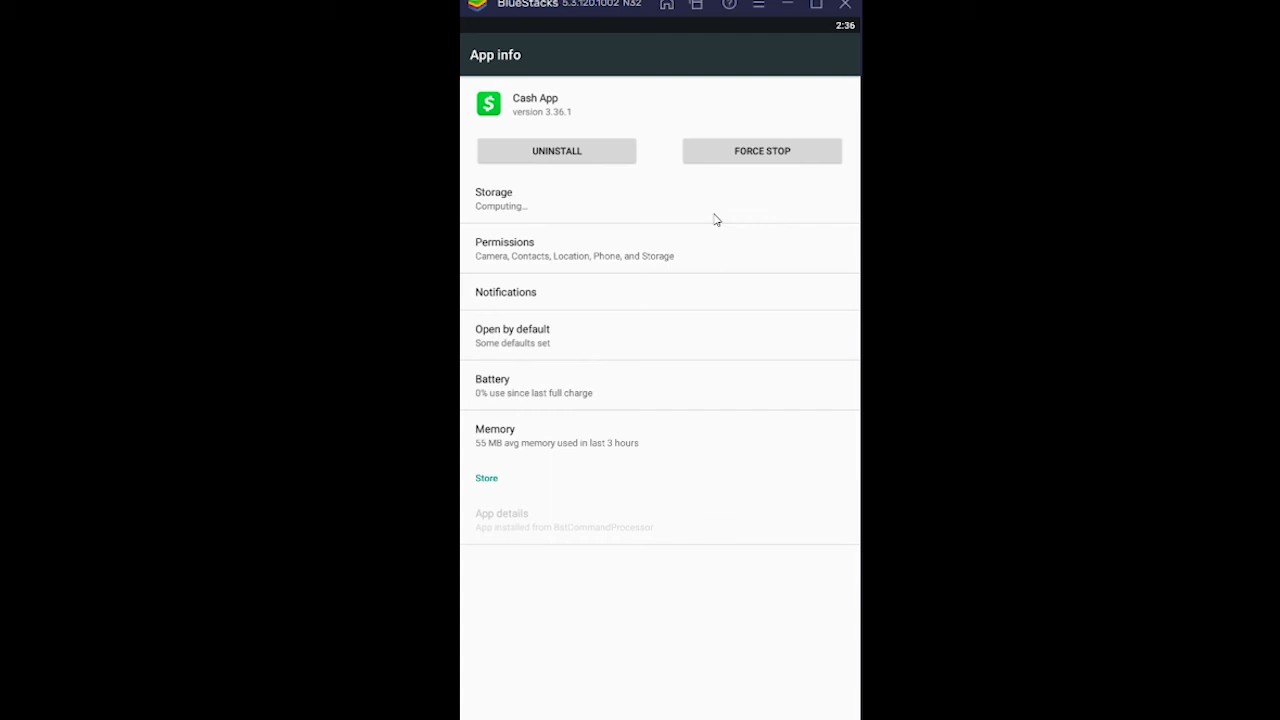 BlueStacks 5.3.120.1002 N32
2:36
App info
Cash App
version 3.36.1
UNINSTALL
FORCE STOP
Storage
Computing...
Permissions
Camera, Contacts, Location, Phone, and Storage
Notifications
Open by default
Some defaults set
Battery
0% use since last full charge
Memory
55 MB avg memory used in last 3 hours
Store
App details
App installed from BstCommandProcessor